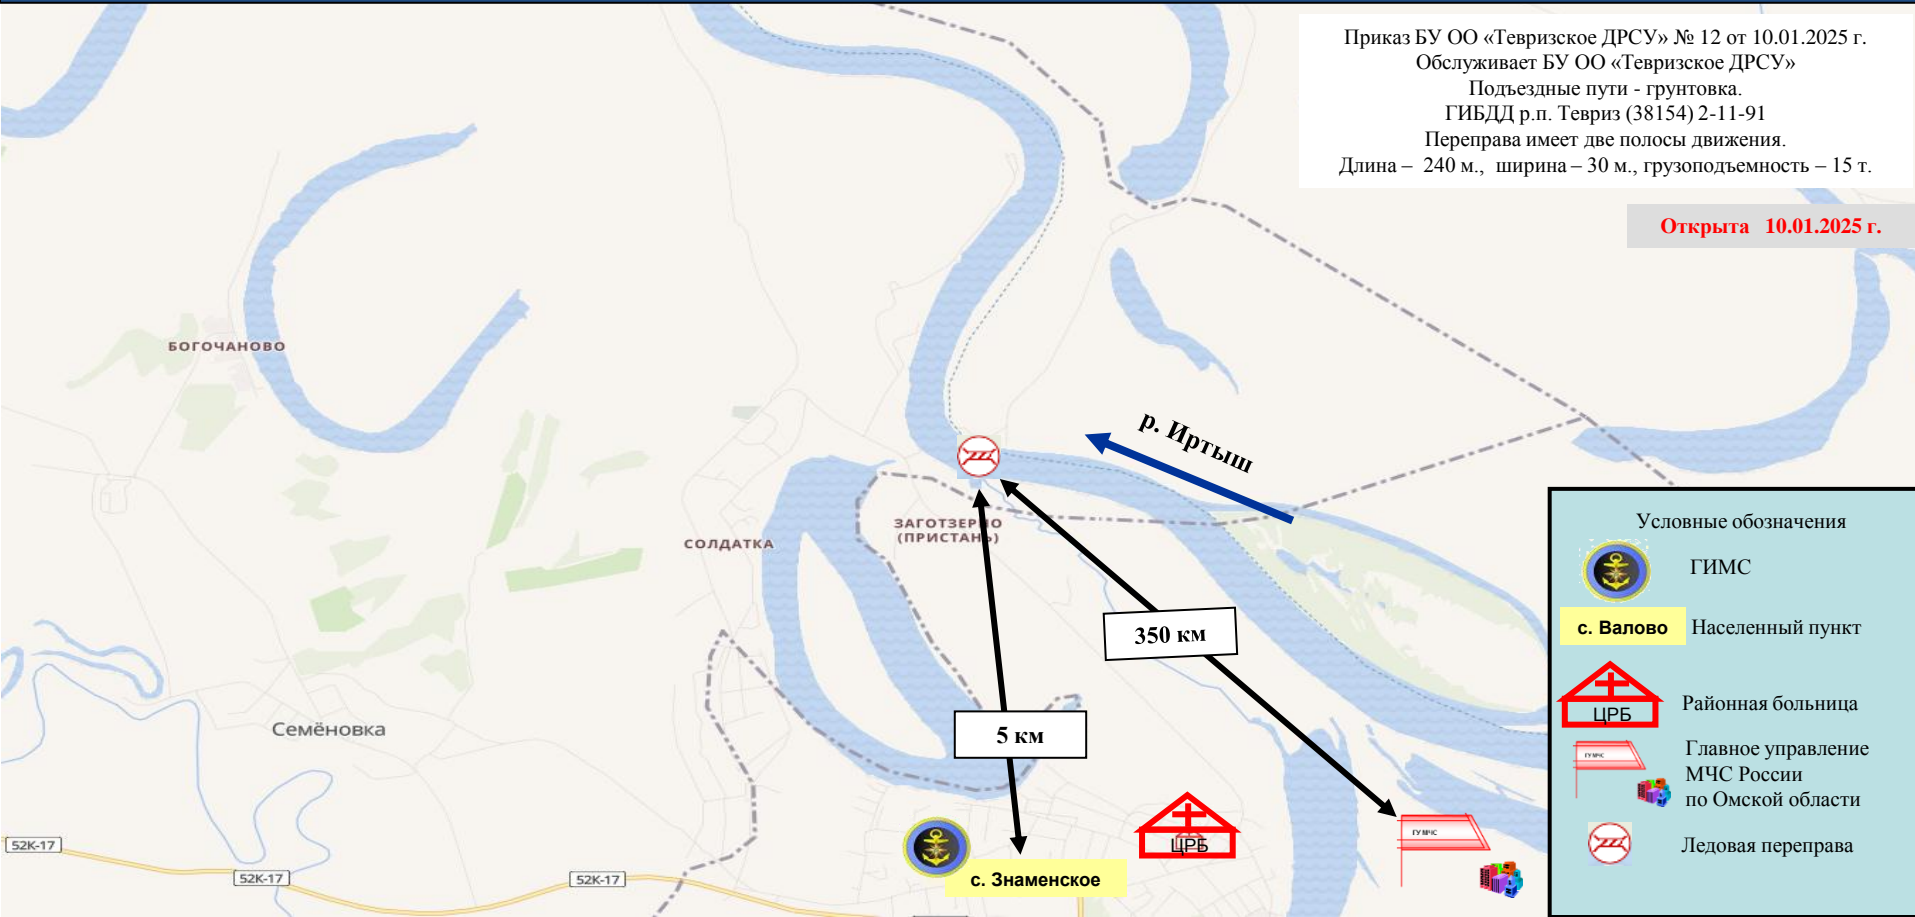 Приказ БУ ОО «Тевризское ДРСУ» № 12 от 10.01.2025 г.
Обслуживает БУ ОО «Тевризское ДРСУ»
Подъездные пути - грунтовка.
ГИБДД р.п. Тевриз (38154) 2-11-91
Переправа имеет две полосы движения.
Длина – 240 м., ширина – 30 м., грузоподъемность – 15 т.
Открыта 10.01.2025 г.
БОГОЧАНОВО
р. Иртыш
ЗАГОТЗЕРНО
(ПРИСТАНЬ)
СОЛДАТКА
350 км
5 км
Семёновка
52К-17
52К-17
52К-17
ЦРБ
ГУ МЧС
с. Знаменское
Условные обозначения
ГИМС
с. Валово
Населенный пункт
ЦРБ
Районная больница
ГУ МЧС
Главное управление
МЧС России
по Омской области
Ледовая переправа